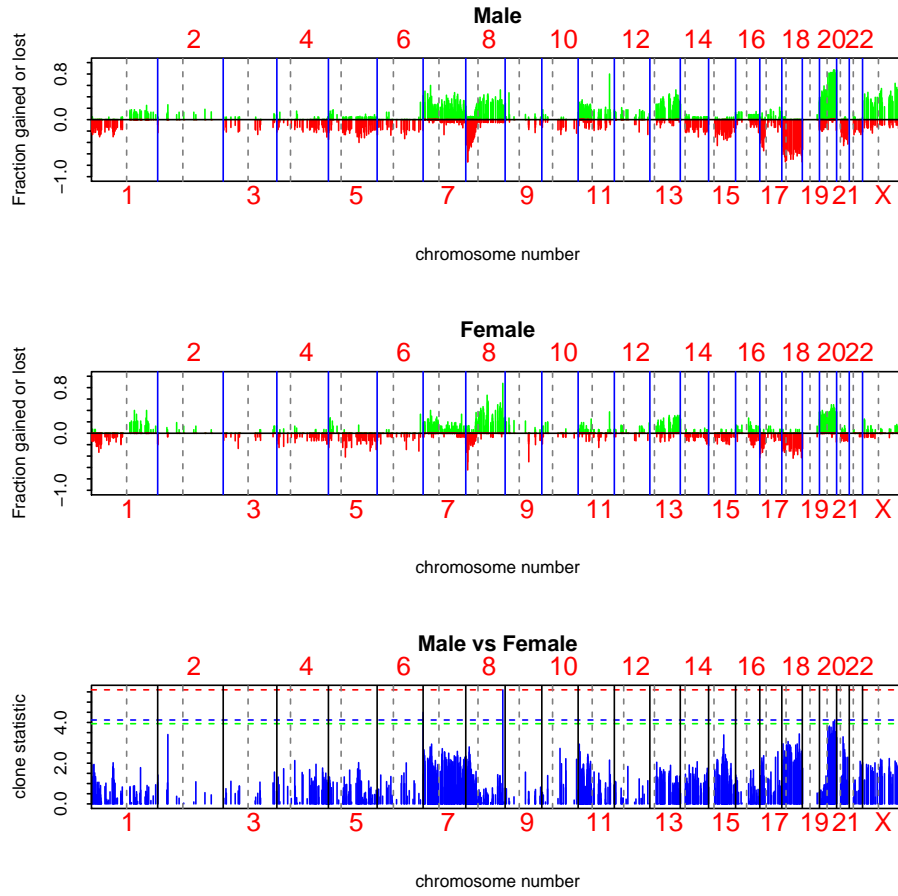 Male
2 4 6 8 10 12 14 16 18 20 22
Fraction gained or lost
0.8
0.0
−1.0
1 3 5 7 9 11 13 15 17 19 21 X
chromosome number
Female
2 4 6 8 10 12 14 16 18 20 22
Fraction gained or lost
0.8
0.0
−1.0
1 3 5 7 9 11 13 15 17 19 21 X
chromosome number
Male vs Female
2 4 6 8 10 12 14 16 18 20 22
clone statistic
4.0
2.0
0.0
1 3 5 7 9 11 13 15 17 19 21 X
chromosome number